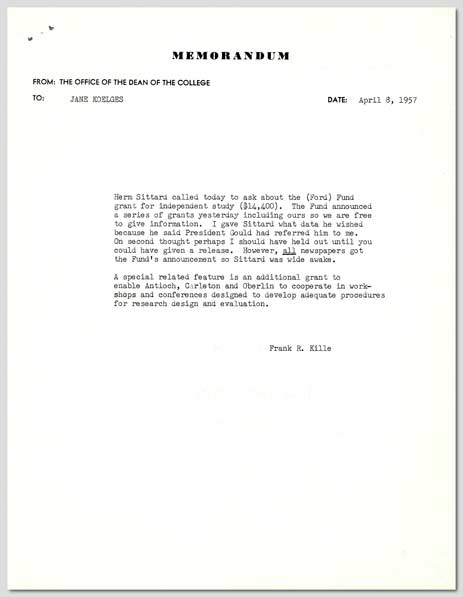 MEMORANDUM
FROM: THE OFFICE OF THE DEAN OF THE COLLEGE
TO: JANE KOELGES DATE: April 8, 1957
Herm Sittard called today to ask about the (Ford) Fund
grant for independent study ($14,400). The Fund announced
a series of grants yesterday including ours so we are free
to give information. I gave Sittard what data he wished
because he said President Gould had referred him to me.
On second thought perhaps I should have held out until you
could have given a release. However, all newspapers got
the Fund's announcement so Sittard was wide awake.
A special related feature is an additional grant to
enable Antioch, Carleton and Oberlin to cooperate in work-
shops and conferences designed to develop adequate procedures
for research design and evaluation.
Frank R. Kille